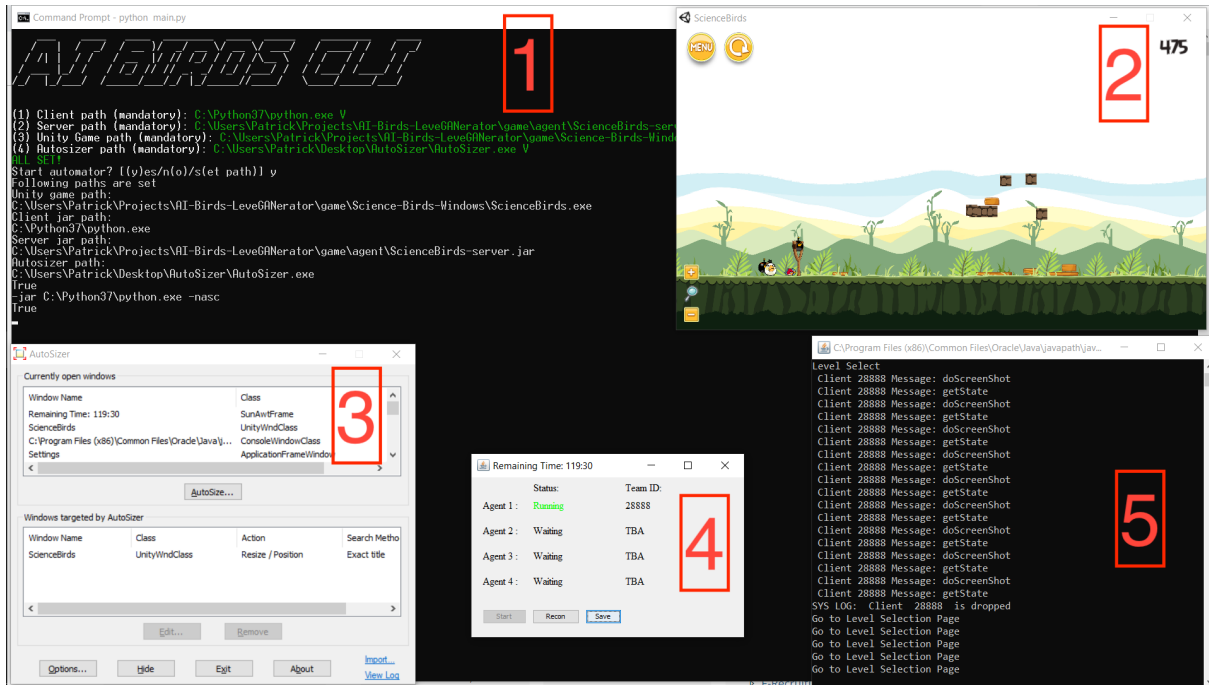 Command Prompt - python main.py
AI BIRDS CLI
1
(1) Client path (mandatory): C:\Python37\python.exe V
(2) Server path (mandatory): C:\Users\Patrick\Projects\AI-Birds-LeveGANerator\game\agent\ScienceBirds-ser
(3) Unity Game path (mandatory): C:\Users\Patrick\Projects\AI-Birds-LeveGANerator\game\Science-Birds-Wind
(4) Autosizer path (mandatory): C:\Users\Patrick\Desktop\AutoSizer\AutoSizer.exe V
ALL SET!
Start automator? [(y)es/n(o)/s(et path)] y
Following paths are set
Unity game path:
C:\Users\Patrick\Projects\AI-Birds-LeveGANerator\game\Science-Birds-Windows\ScienceBirds.exe
Client jar path:
C:\Python37\python.exe
Server jar path:
C:\Users\Patrick\Projects\AI-Birds-LeveGANerator\game\agent\ScienceBirds-server.jar
Autosizer path:
C:\Users\Patrick\Desktop\AutoSizer\AutoSizer.exe
True
-jar C:\Python37\python.exe -nasc
True
ScienceBirds
MENU
2
475
AutoSizer
Currently open windows
3
Window Name Class
Remaining Time: 119:30 SunAwtFrame
ScienceBirds UnityWndClass
C:\Program Files (x86)\Common Files\Oracle\Java\j... ConsoleWindowClass
Settings ApplicationFrameWindow
AutoSize...
Windows targeted by AutoSizer
Window Name Class Action Search Metho
ScienceBirds UnityWndClass Resize / Position Exact title
Edit... Remove
Options... Hide Exit About
Import...
View Log
Remaining Time: 119:30
Status: Team ID:
Agent 1 : Running 28888
Agent 2 : Waiting TBA
Agent 3 : Waiting TBA
Agent 4 : Waiting TBA
4
Start Recon Save
C:\Program Files (x86)\Common Files\Oracle\Java\javapath\jav...
Level Select
Client 28888 Message: doScreenShot
Client 28888 Message: getState
Client 28888 Message: doScreenShot
Client 28888 Message: getState
Client 28888 Message: doScreenShot
Client 28888 Message: getState
Client 28888 Message: doScreenShot
Client 28888 Message: getState
Client 28888 Message: doScreenShot
Client 28888 Message: getState
Client 28888 Message: doScreenShot
Client 28888 Message: getState
Client 28888 Message: doScreenShot
Client 28888 Message: getState
Client 28888 Message: doScreenShot
Client 28888 Message: getState
Client 28888 Message: doScreenShot
Client 28888 Message: getState
SYS LOG: Client 28888 is dropped
Go to Level Selection Page
Go to Level Selection Page
Go to Level Selection Page
Go to Level Selection Page
Go to Level Selection Page
5